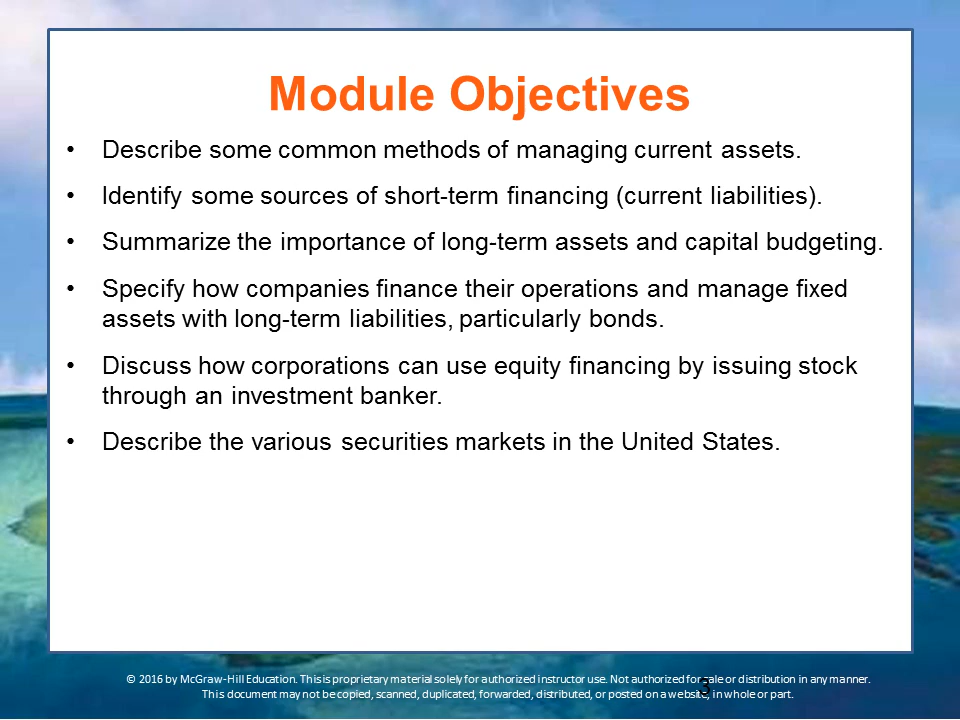 Module Objectives
• Describe some common methods of managing current assets.
• Identify some sources of short-term financing (current liabilities).
• Summarize the importance of long-term assets and capital budgeting.
• Specify how companies finance their operations and manage fixed
assets with long-term liabilities, particularly bonds.
• Discuss how corporations can use equity financing by issuing stock
through an investment banker.
• Describe the various securities markets in the United States.
© 2016 by McGraw-Hill Education. This is proprietary material solely for authorized instructor use. Not authorized for sale or distribution in any manner.
This document may not be copied, scanned, duplicated, forwarded, distributed, or posted on a website, in whole or part.
3